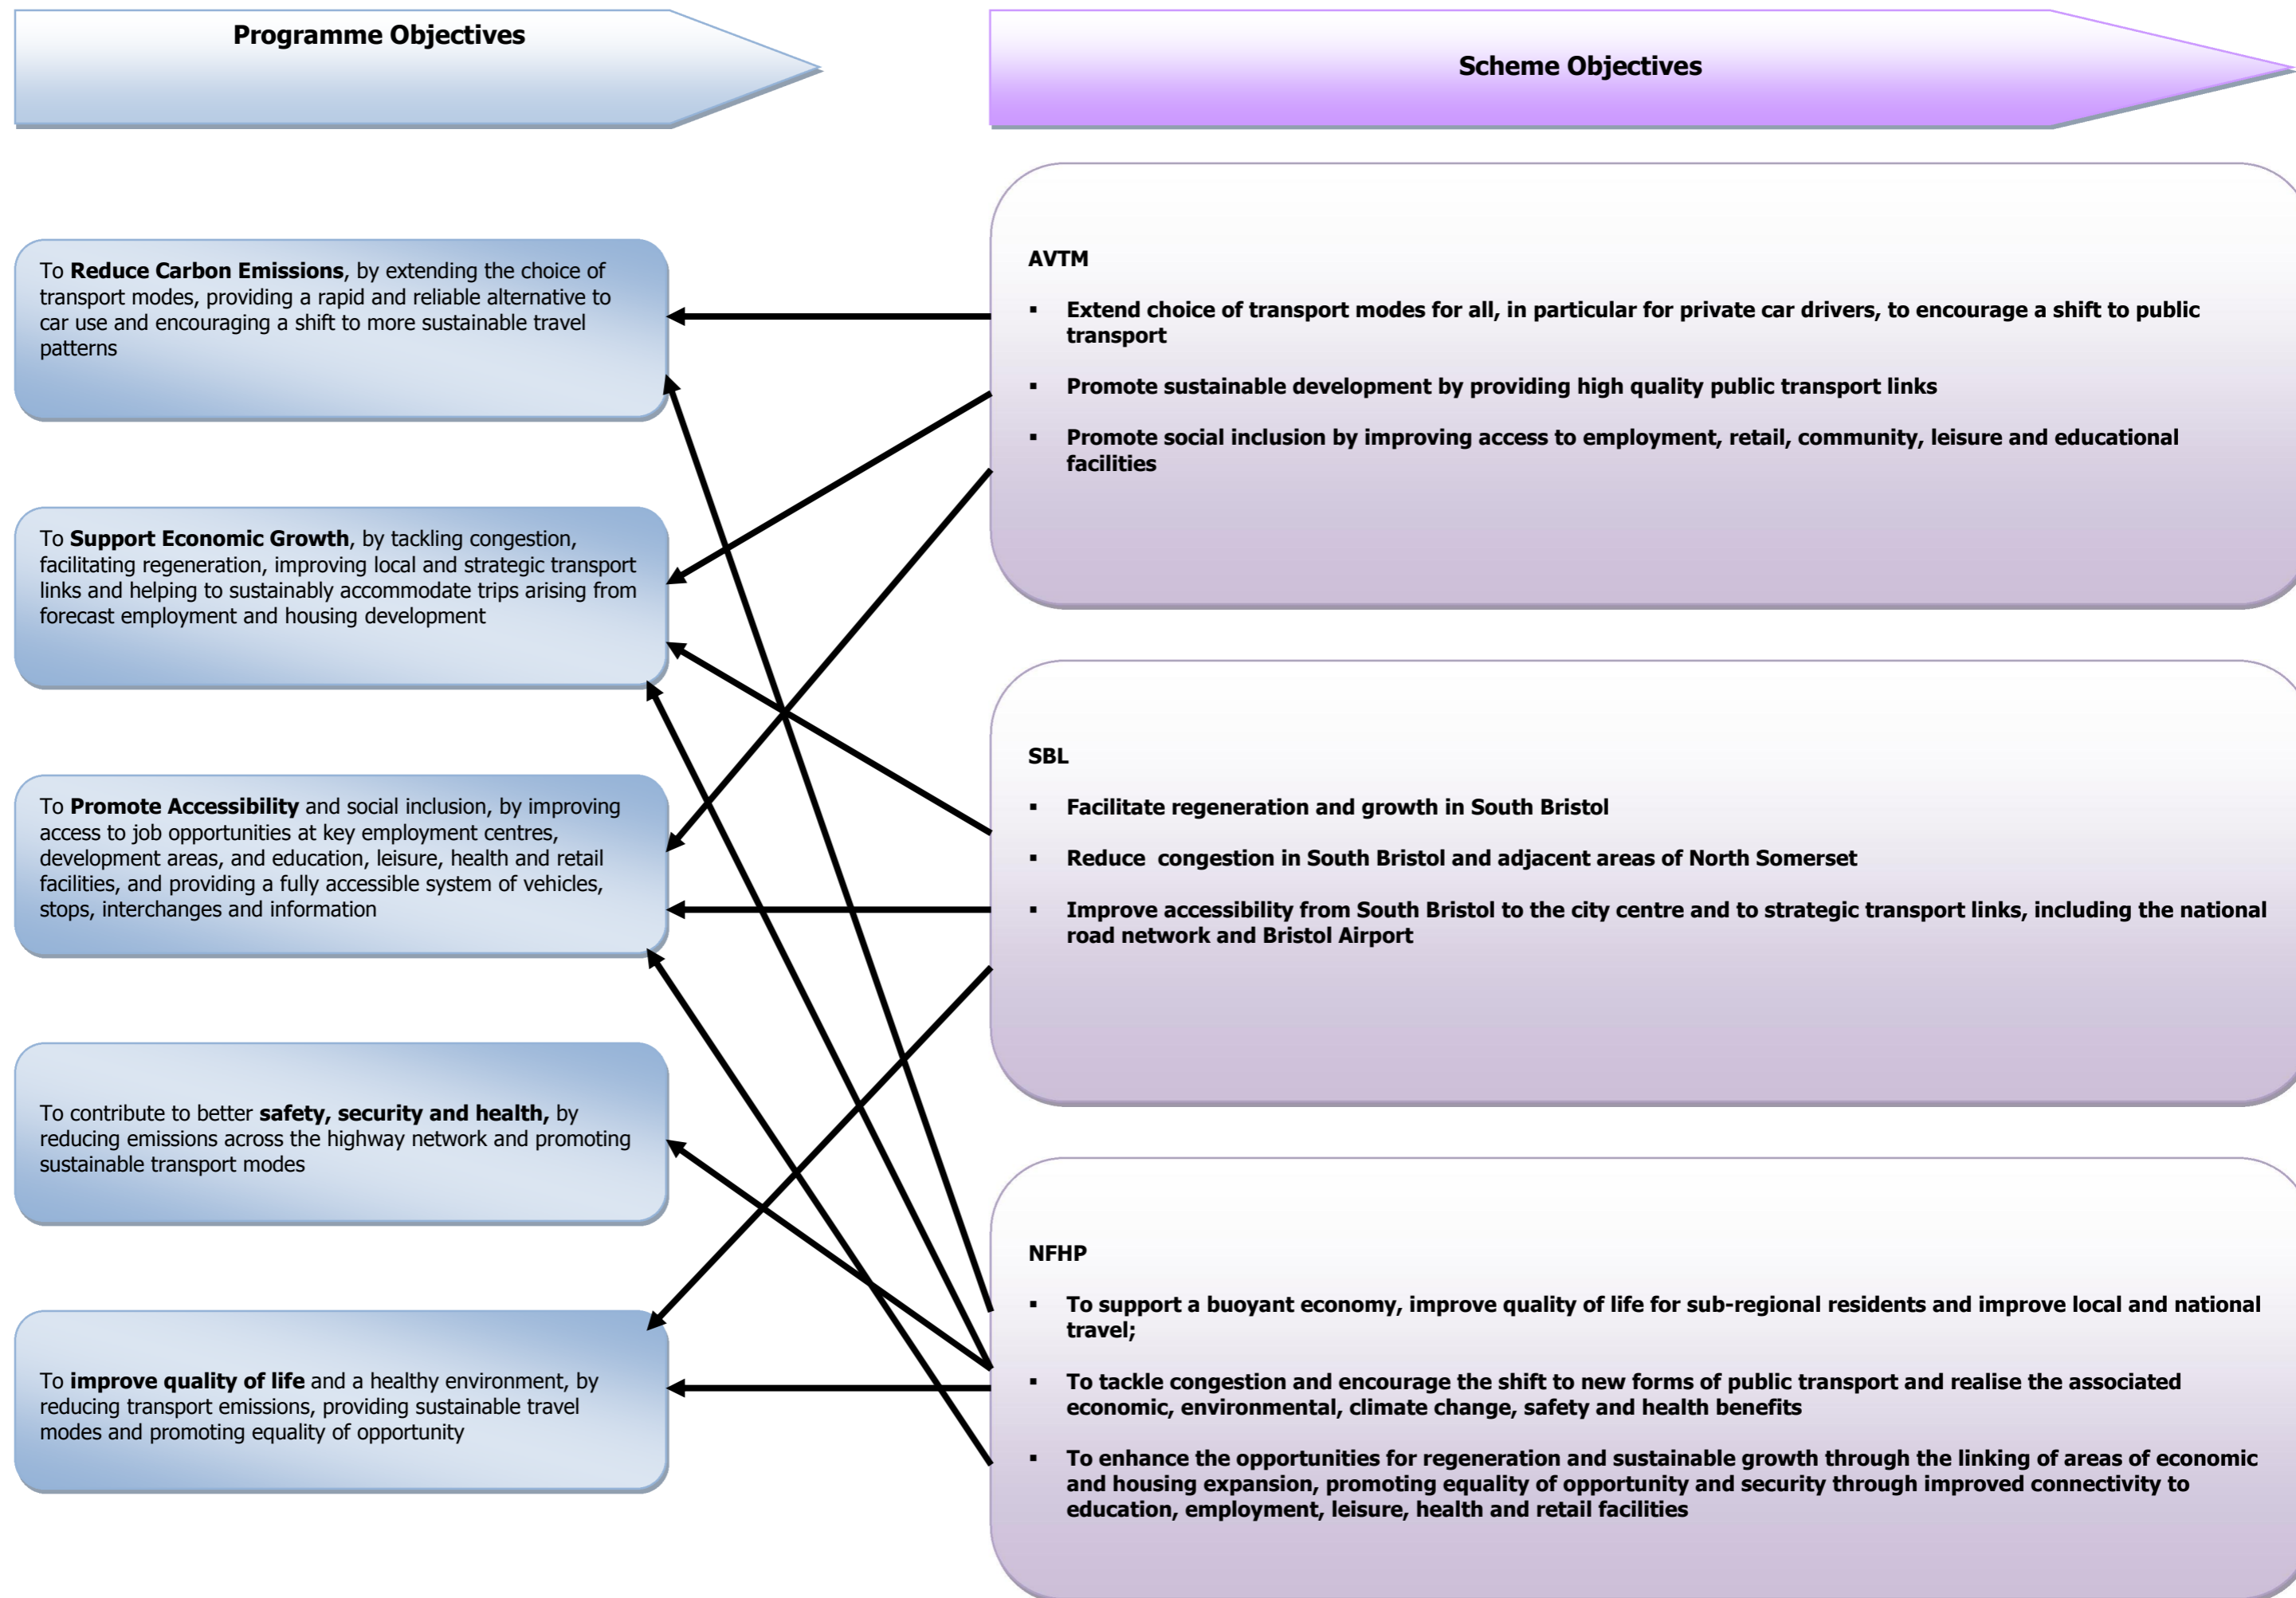 Programme Objectives
Scheme Objectives
To Reduce Carbon Emissions, by extending the choice of
transport modes, providing a rapid and reliable alternative to
car use and encouraging a shift to more sustainable travel
patterns
To Support Economic Growth, by tackling congestion,
facilitating regeneration, improving local and strategic transport
links and helping to sustainably accommodate trips arising from
forecast employment and housing development
To Promote Accessibility and social inclusion, by improving
access to job opportunities at key employment centres,
development areas, and education, leisure, health and retail
facilities, and providing a fully accessible system of vehicles,
stops, interchanges and information
To contribute to better safety, security and health, by
reducing emissions across the highway network and promoting
sustainable transport modes
To improve quality of life and a healthy environment, by
reducing transport emissions, providing sustainable travel
modes and promoting equality of opportunity
AVTM
▪ Extend choice of transport modes for all, in particular for private car drivers, to encourage a shift to public
transport
▪ Promote sustainable development by providing high quality public transport links
▪ Promote social inclusion by improving access to employment, retail, community, leisure and educational
facilities
SBL
▪ Facilitate regeneration and growth in South Bristol
▪ Reduce congestion in South Bristol and adjacent areas of North Somerset
▪ Improve accessibility from South Bristol to the city centre and to strategic transport links, including the national
road network and Bristol Airport
NFHP
▪ To support a buoyant economy, improve quality of life for sub-regional residents and improve local and national
travel;
▪ To tackle congestion and encourage the shift to new forms of public transport and realise the associated
economic, environmental, climate change, safety and health benefits
▪ To enhance the opportunities for regeneration and sustainable growth through the linking of areas of economic
and housing expansion, promoting equality of opportunity and security through improved connectivity to
education, employment, leisure, health and retail facilities